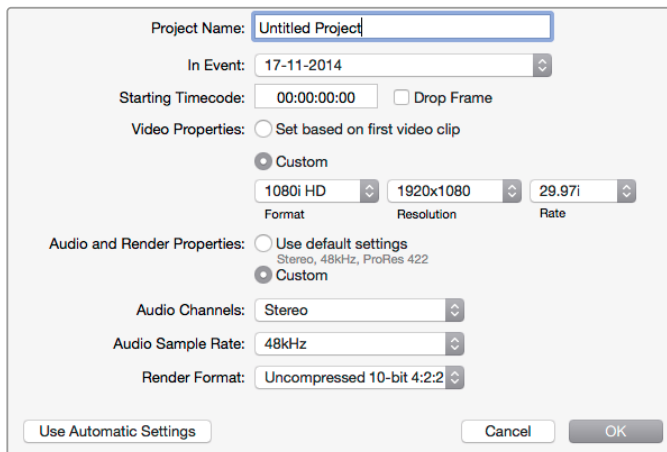 Project Name: Untitled Project
In Event: 17-11-2014
Starting Timecode: 00:00:00:00 Drop Frame
Video Properties: Set based on first video clip
Custom
1080i HD 1920x1080 29.97i
Format Resolution Rate
Audio and Render Properties: Use default settings
Stereo, 48kHz, ProRes 422
Custom
Audio Channels: Stereo
Audio Sample Rate: 48kHz
Render Format: Uncompressed 10-bit 4:2:2
Use Automatic Settings Cancel OK